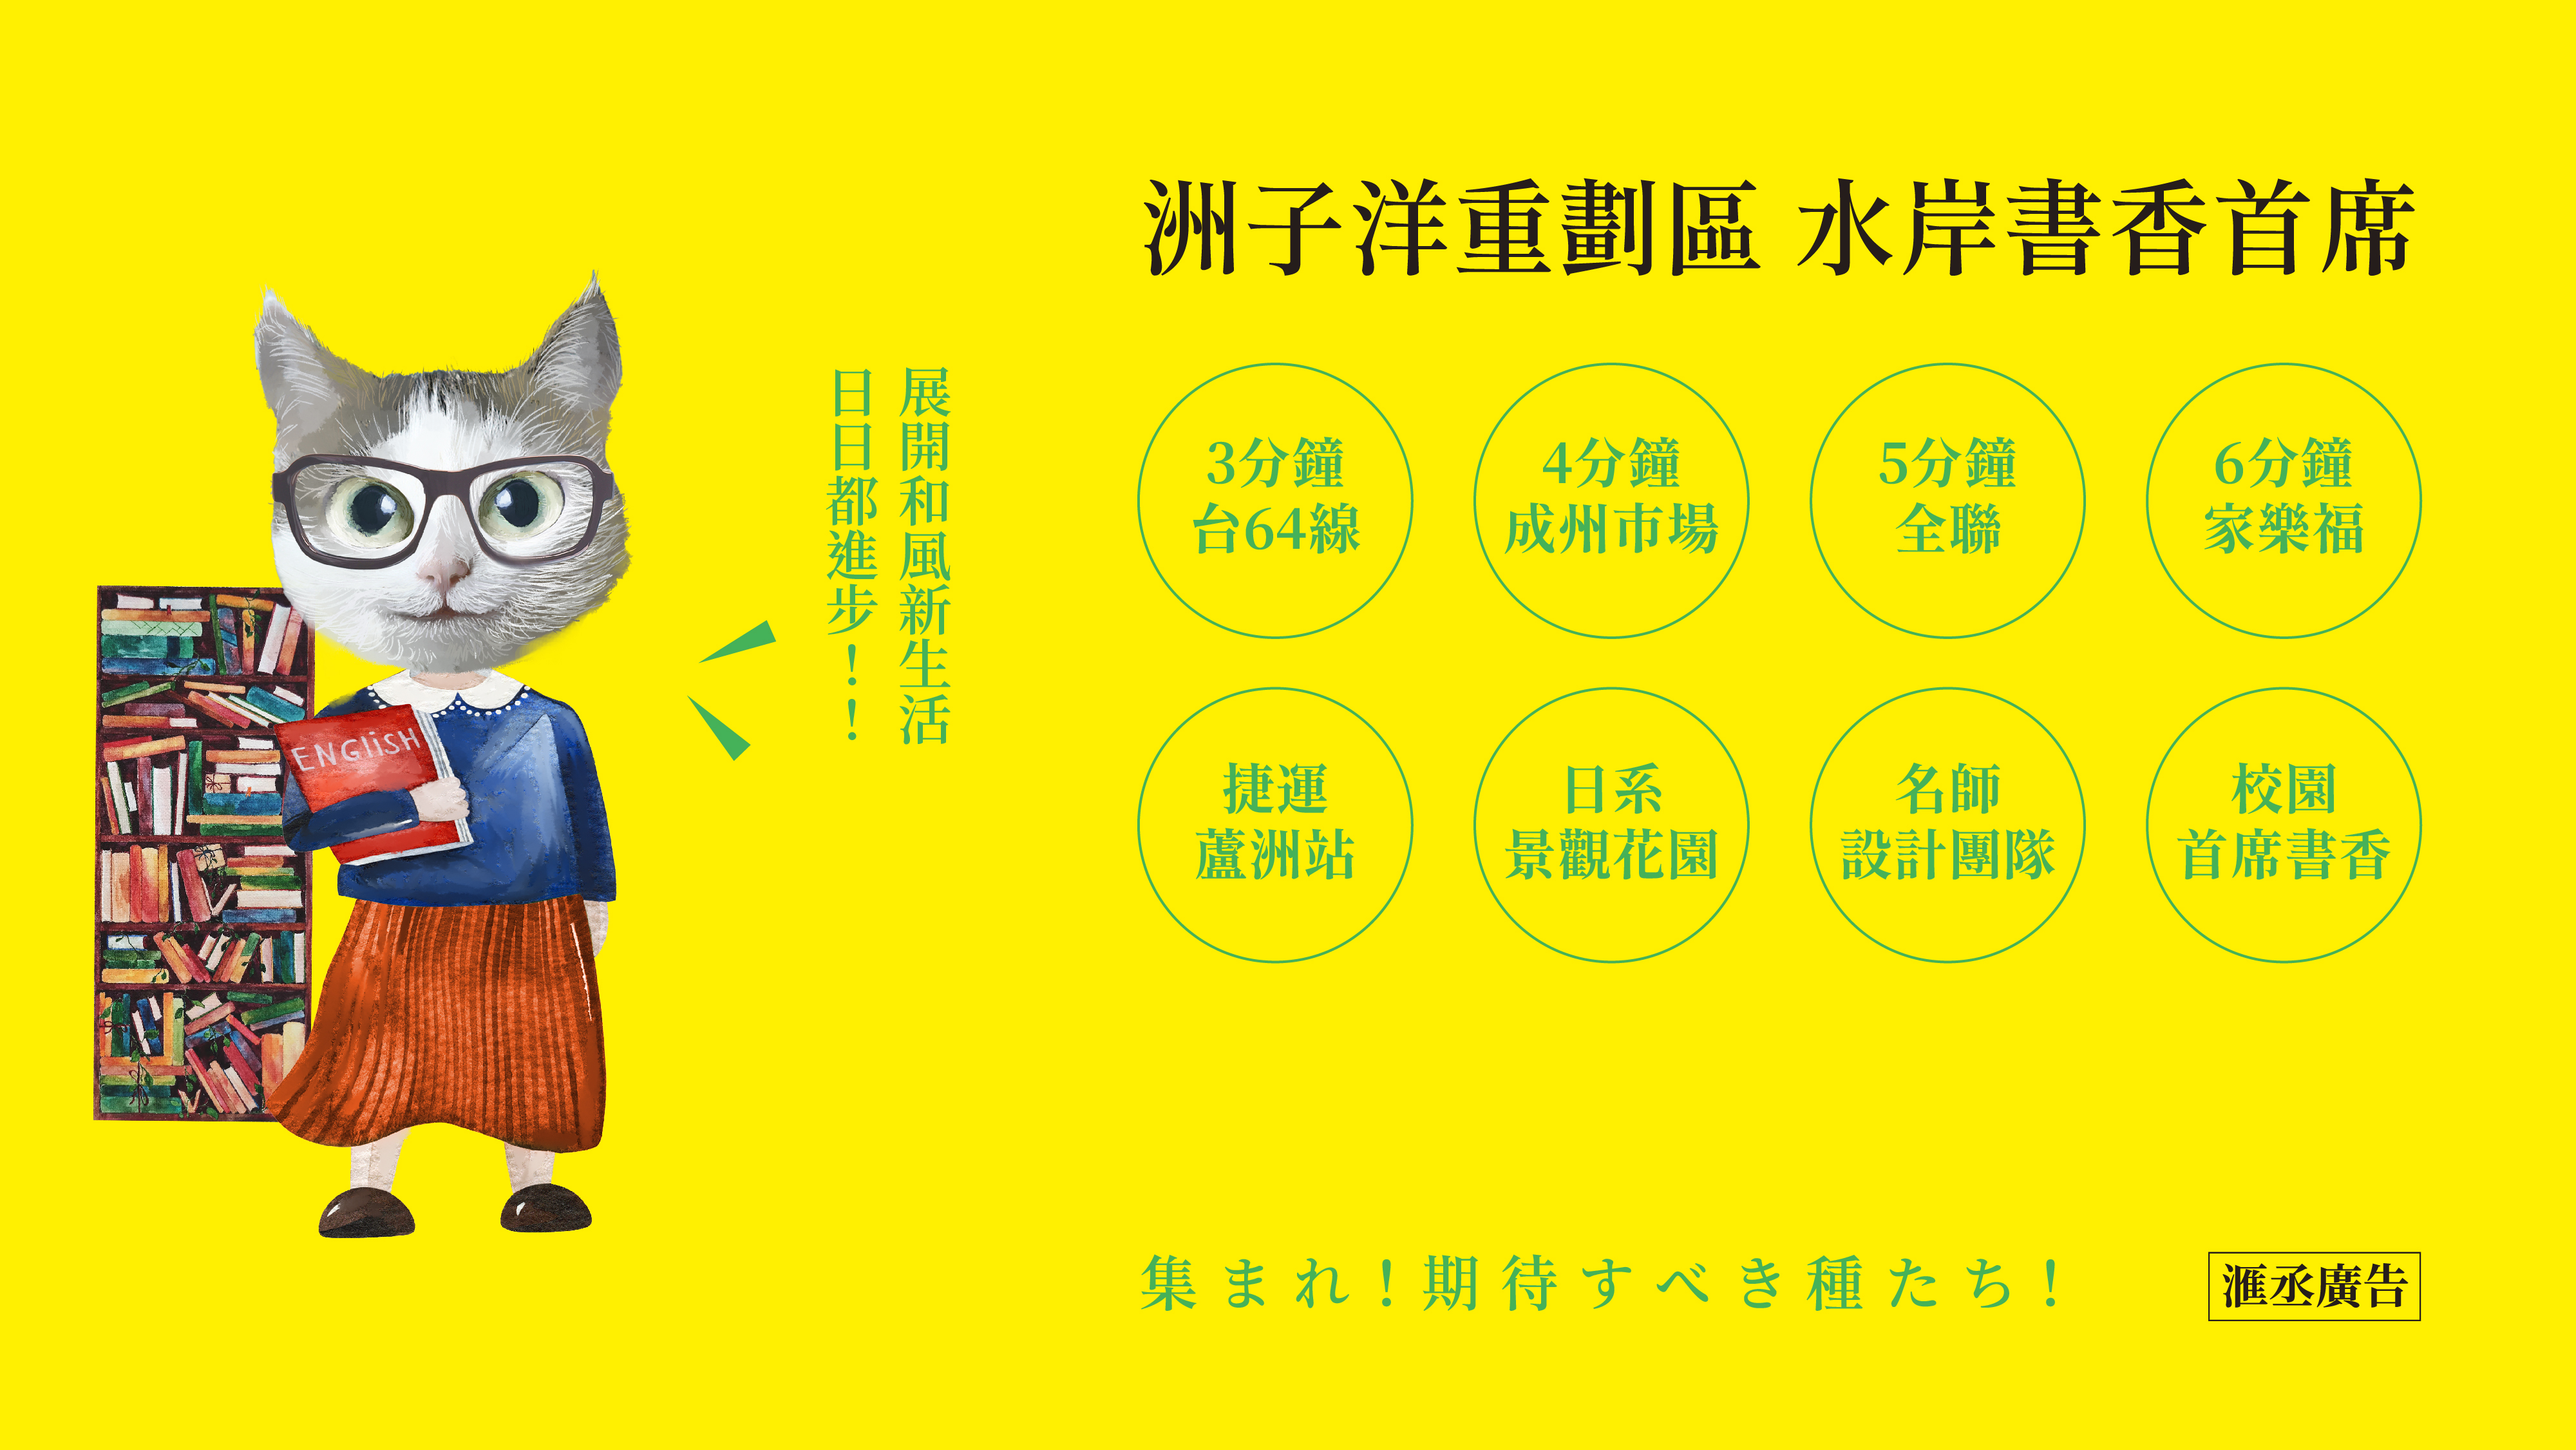 洲子洋重劃區 水岸書香首席
展開和風新生活
日日都進步！！
ENGliSH
3分鐘
台64線
4分鐘
成州市場
5分鐘
全聯
6分鐘
家樂福
捷運
蘆洲站
日系
景觀花園
名師
設計團隊
校園
首席書香
集まれ！期待すべき種たち！
滙丞廣告